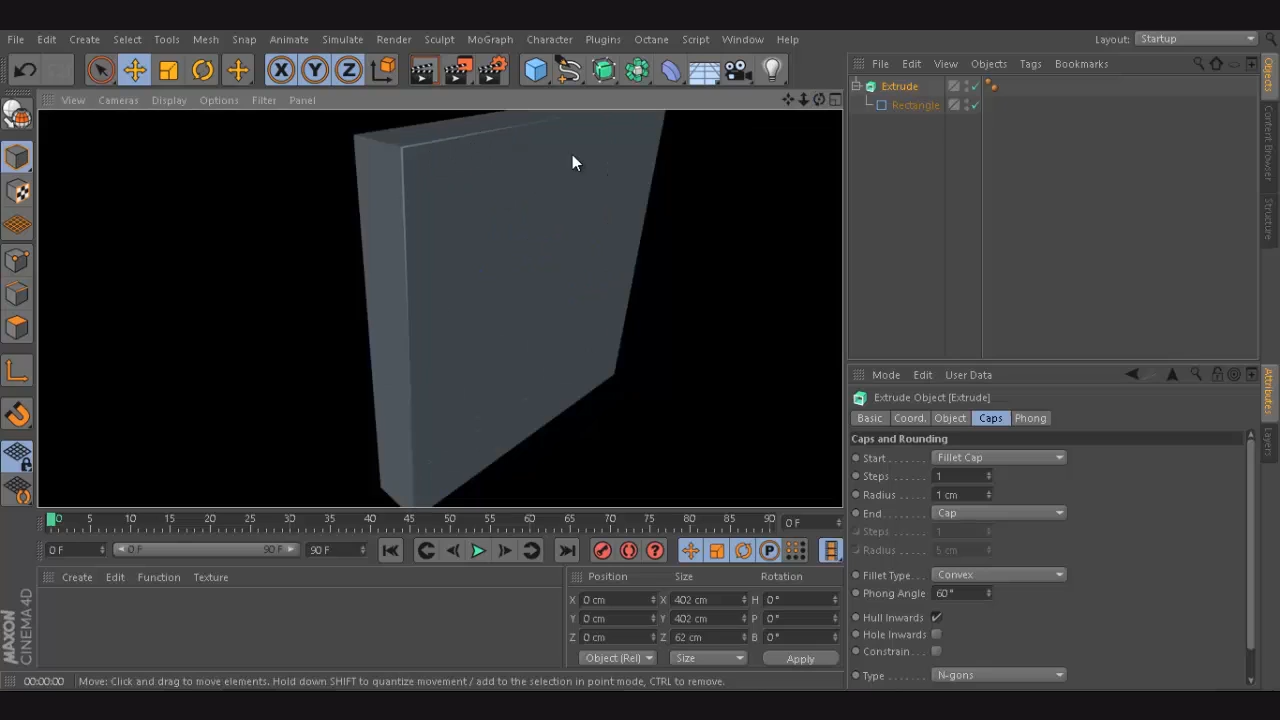 File Edit Create Select Tools Mesh Snap Animate Simulate Render Sculpt MoGraph Character Plugins Octane Script Window Help Layout: Startup
X Y Z
File Edit View Objects Tags Bookmarks
Objects
Content Browser
Structure
View Cameras Display Options Filter Panel
Extrude
Rectangle
Mode Edit User Data
Attributes
Layers
Extrude Object [Extrude]
Basic Coord. Object Caps Phong
Caps and Rounding
Start Fillet Cap
Steps 1
Radius 1 cm
End Cap
Steps 1
Radius 5 cm
Fillet Type Convex
Phong Angle 60°
Hull Inwards
Hole Inwards
Constrain
Type N-gons
0 5 10 15 20 25 30 35 40 45 50 55 60 65 70 75 80 85 90 0 F
0 F 0 F 90 F 90 F
Create Edit Function Texture
Position Size Rotation
X 0 cm X 402 cm H 0°
Y 0 cm Y 402 cm P 0°
Z 0 cm Z 62 cm B 0°
Object (Rel) Size Apply
MAXON
CINEMA 4D
00:00:00 Move: Click and drag to move elements. Hold down SHIFT to quantize movement / add to the selection in point mode, CTRL to remove.